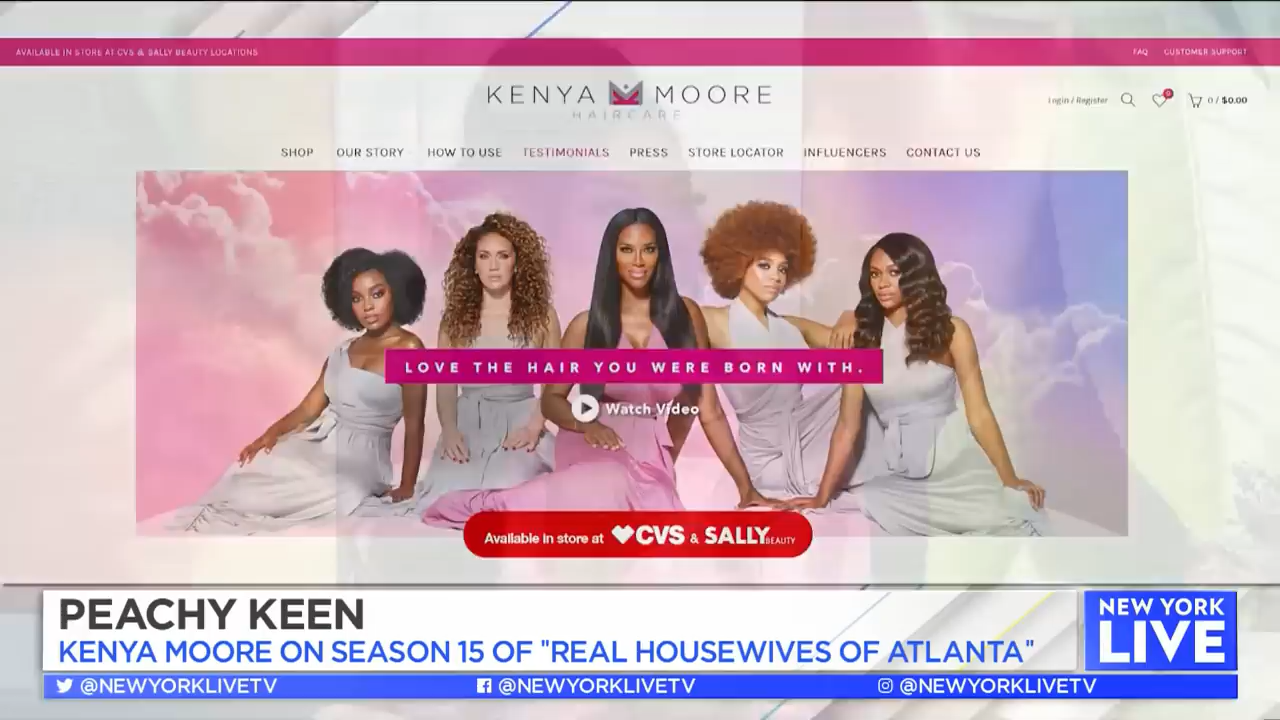 AVAILABLE IN STORE AT CVS & SALLY BEAUTY LOCATIONS
FAQ CUSTOMER SUPPORT
KENYA MOORE
HAIRCARE
Login / Register 0 0 / $0.00
SHOP OUR STORY HOW TO USE TESTIMONIALS PRESS STORE LOCATOR INFLUENCERS CONTACT US
LOVE THE HAIR YOU WERE BORN WITH.
Watch Video
Available in store at CVS & SALLY BEAUTY
PEACHY KEEN
KENYA MOORE ON SEASON 15 OF "REAL HOUSEWIVES OF ATLANTA"
NEW YORK
LIVE
@NEWYORKLIVETV @NEWYORKLIVETV @NEWYORKLIVETV